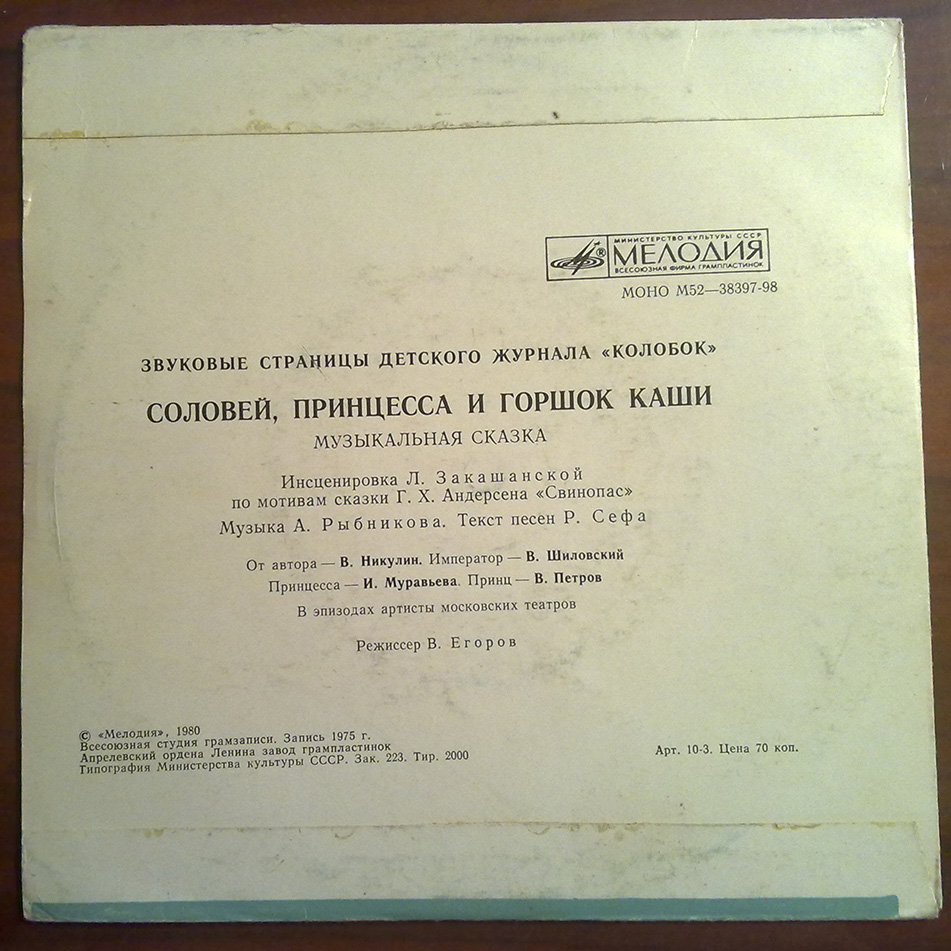 МИНИСТЕРСТВО КУЛЬТУРЫ СССР
® МЕЛОДИЯ
ВСЕСОЮЗНАЯ ФИРМА ГРАМПЛАСТИНОК
МОНО М52—38397-98
ЗВУКОВЫЕ СТРАНИЦЫ ДЕТСКОГО ЖУРНАЛА «КОЛОБОК»
СОЛОВЕЙ, ПРИНЦЕССА И ГОРШОК КАШИ
МУЗЫКАЛЬНАЯ СКАЗКА
Инсценировка Л. Закашанской
по мотивам сказки Г. Х. Андерсена «Свинопас»
Музыка А. Рыбникова. Текст песен Р. Сефа
От автора — В. Никулин. Император — В. Шиловский
Принцесса — И. Муравьева. Принц — В. Петров
В эпизодах артисты московских театров
Режиссер В. Егоров
© «Мелодия», 1980
Всесоюзная студия грамзаписи. Запись 1975 г.
Апрелевский ордена Ленина завод грампластинок
Типография Министерства культуры СССР. Зак. 223. Тир. 2000
Арт. 10-3. Цена 70 коп.